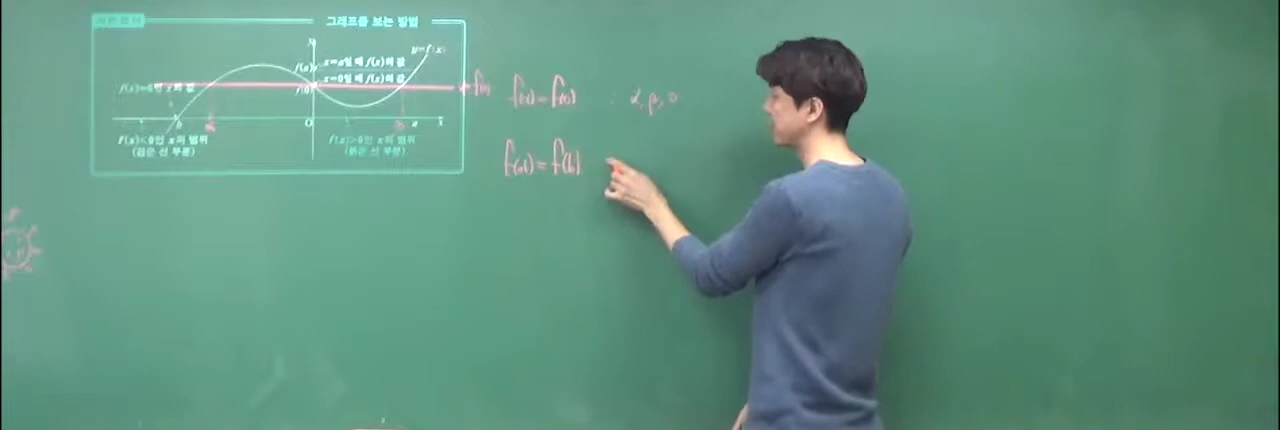 그래프를 보는 방법
y
y=f(x)
f(a)
x=a일 때 f(x)의 값
x=0일 때 f(x)의 값
f(x)=0인 x의 값
f(0)
f(x)=f(0) : α, β, 0
b
α
O
a
x
f(x)<0인 x의 범위
f(x)>0인 x의 범위
(검은 선 부분)
(붉은 선 부분)